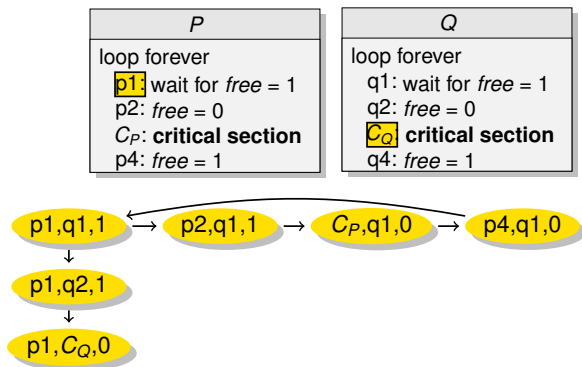 P
loop forever
p1: wait for free = 1
p2: free = 0
C_P: critical section
p4: free = 1
Q
loop forever
q1: wait for free = 1
q2: free = 0
C_Q: critical section
q4: free = 1
p1,q1,1
p2,q1,1
C_P,q1,0
p4,q1,0
p1,q2,1
p1,C_Q,0